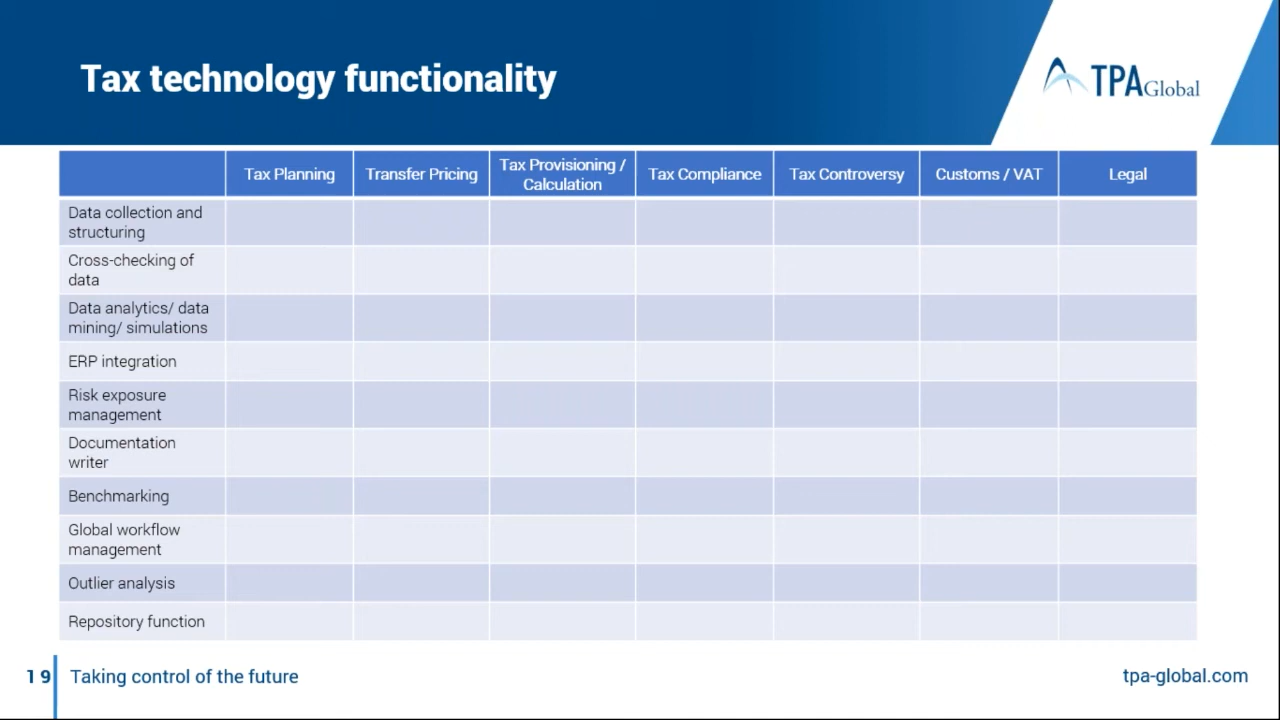 Tax technology functionality
TPAGlobal
Tax Planning
Transfer Pricing
Tax Provisioning /
Calculation
Tax Compliance
Tax Controversy
Customs / VAT
Legal
Data collection and
structuring
Cross-checking of
data
Data analytics/ data
mining/ simulations
ERP integration
Risk exposure
management
Documentation
writer
Benchmarking
Global workflow
management
Outlier analysis
Repository function
19
Taking control of the future
tpa-global.com